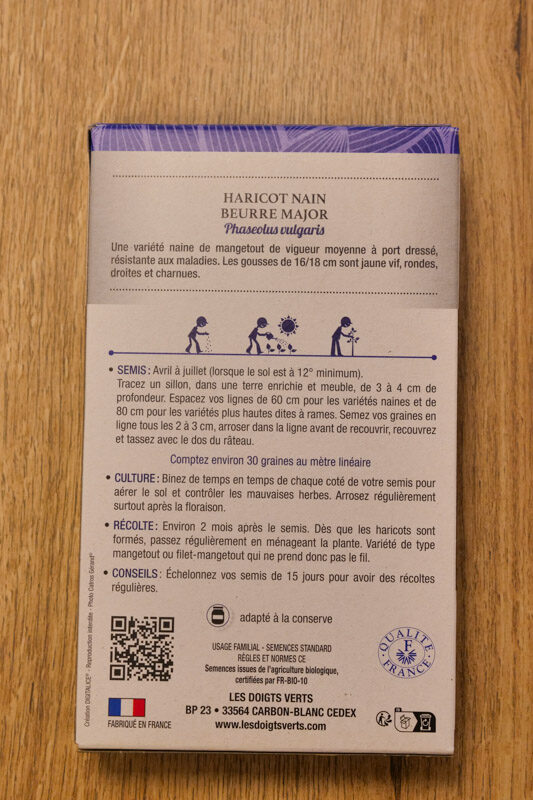 HARICOT NAIN
BEURRE MAJOR
Phaseolus vulgaris
Une variété naine de mangetout de vigueur moyenne à port dressé,
résistante aux maladies. Les gousses de 16/18 cm sont jaune vif, rondes,
droites et charnues.
• SEMIS : Avril à juillet (lorsque le sol est à 12° minimum).
Tracez un sillon, dans une terre enrichie et meuble, de 3 à 4 cm de
profondeur. Espacez vos lignes de 60 cm pour les variétés naines et de
80 cm pour les variétés plus hautes dites à rames. Semez vos graines en
ligne tous les 2 à 3 cm, arroser dans la ligne avant de recouvrir, recouvrez
et tassez avec le dos du râteau.
Comptez environ 30 graines au mètre linéaire
• CULTURE : Binez de temps en temps de chaque coté de votre semis pour
aérer le sol et contrôler les mauvaises herbes. Arrosez régulièrement
surtout après la floraison.
• RÉCOLTE : Environ 2 mois après le semis. Dès que les haricots sont
formés, passez régulièrement en ménageant la plante. Variété de type
mangetout ou filet-mangetout qui ne prend donc pas le fil.
• CONSEILS : Échelonnez vos semis de 15 jours pour avoir des récoltes
régulières.
adapté à la conserve
USAGE FAMILIAL - SEMENCES STANDARD
RÈGLES ET NORMES CE
Semences issues de l'agriculture biologique,
certifiées par FR-BIO-10
LES DOIGTS VERTS
BP 23 • 33564 CARBON-BLANC CEDEX
www.lesdoigtsverts.com
FABRIQUÉ EN FRANCE
QUALITE
F
FRANCE
Création DIGITALICE® - Reproduction interdite - Photo Catros Gérand®